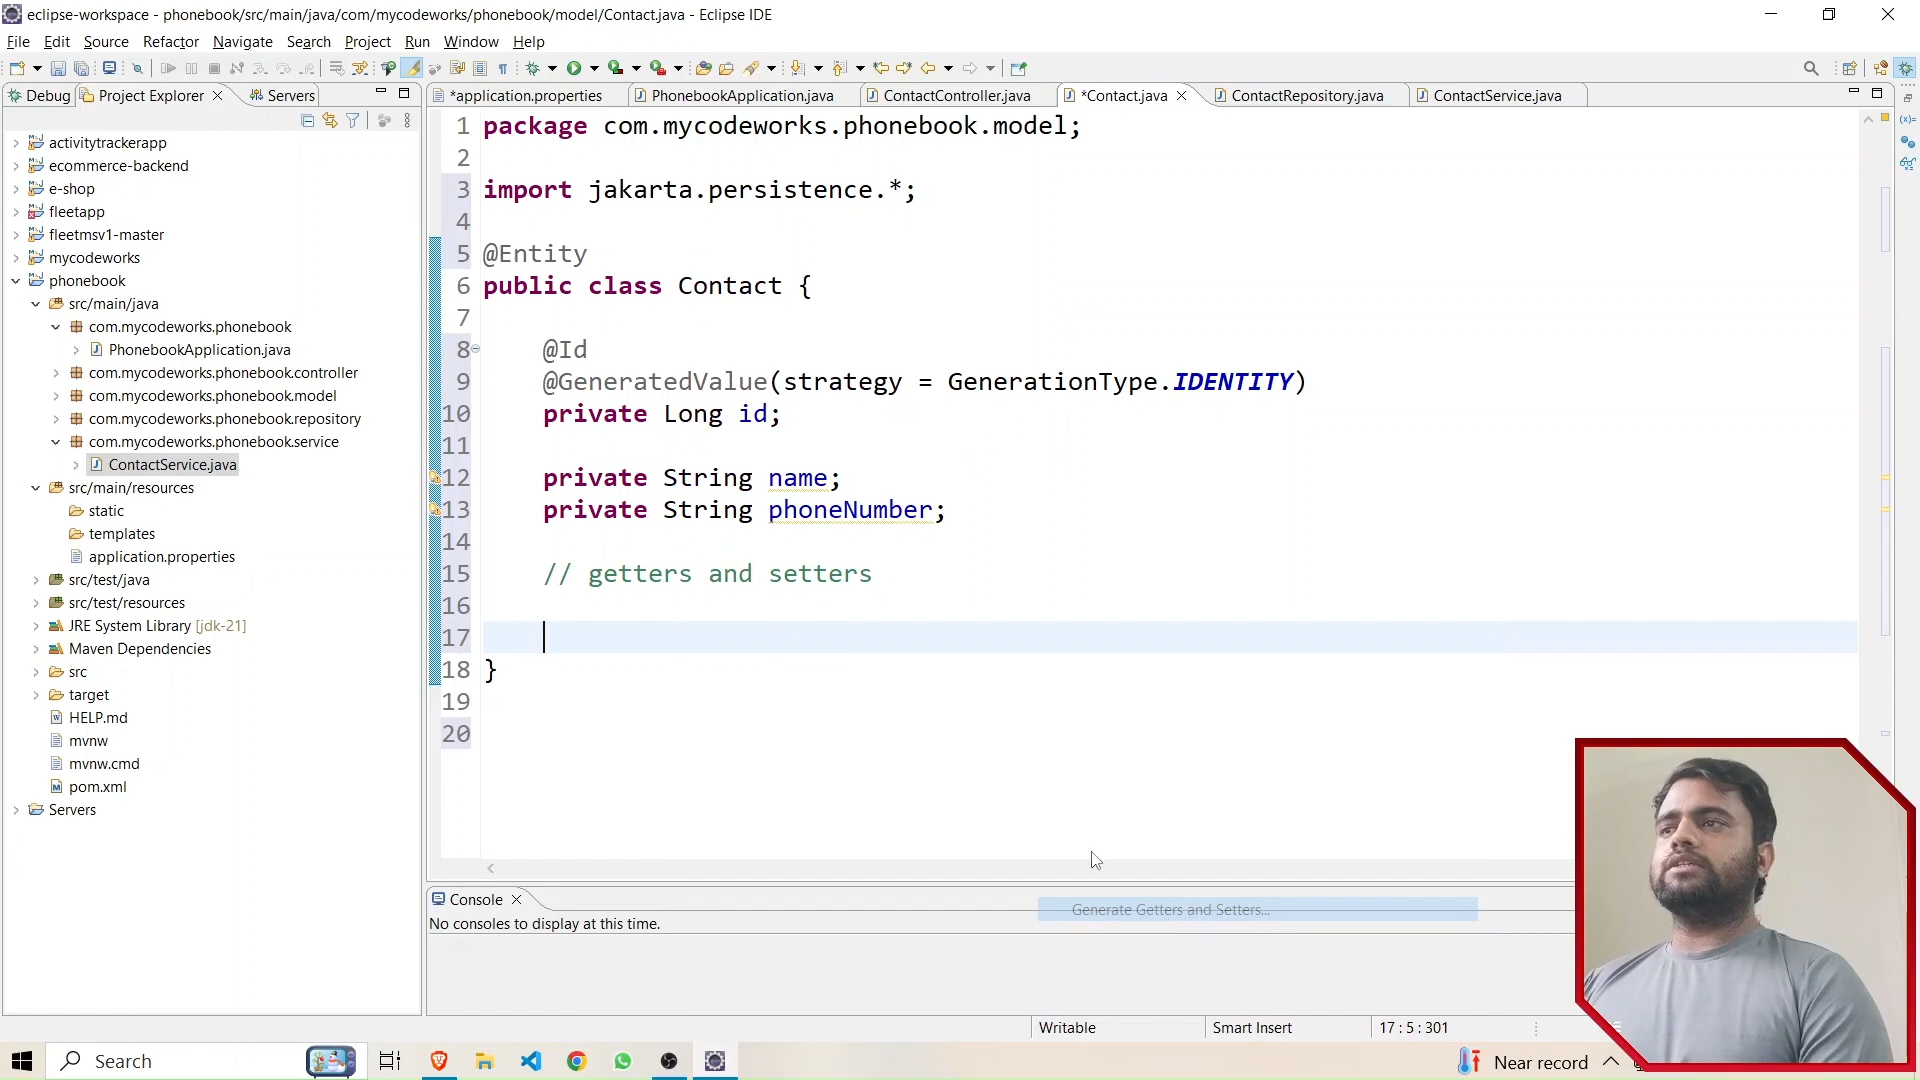 eclipse-workspace - phonebook/src/main/java/com/mycodeworks/phonebook/model/Contact.java - Eclipse IDE
File Edit Source Refactor Navigate Search Project Run Window Help
Debug Project Explorer Servers
*application.properties PhonebookApplication.java ContactController.java *Contact.java ContactRepository.java ContactService.java
activitytrackerapp
ecommerce-backend
e-shop
fleetapp
fleetmsv1-master
mycodeworks
phonebook
src/main/java
com.mycodeworks.phonebook
PhonebookApplication.java
com.mycodeworks.phonebook.controller
com.mycodeworks.phonebook.model
com.mycodeworks.phonebook.repository
com.mycodeworks.phonebook.service
ContactService.java
src/main/resources
static
templates
application.properties
src/test/java
src/test/resources
JRE System Library [jdk-21]
Maven Dependencies
src
target
HELP.md
mvnw
mvnw.cmd
pom.xml
Servers
1 package com.mycodeworks.phonebook.model;
2
3 import jakarta.persistence.*;
4
5 @Entity
6 public class Contact {
7
8 @Id
9 @GeneratedValue(strategy = GenerationType.IDENTITY)
10 private Long id;
11
12 private String name;
13 private String phoneNumber;
14
15 // getters and setters
16
17
18 }
19
20
Console
Generate Getters and Setters...
No consoles to display at this time.
Writable Smart Insert 17 : 5 : 301
Search
Near record